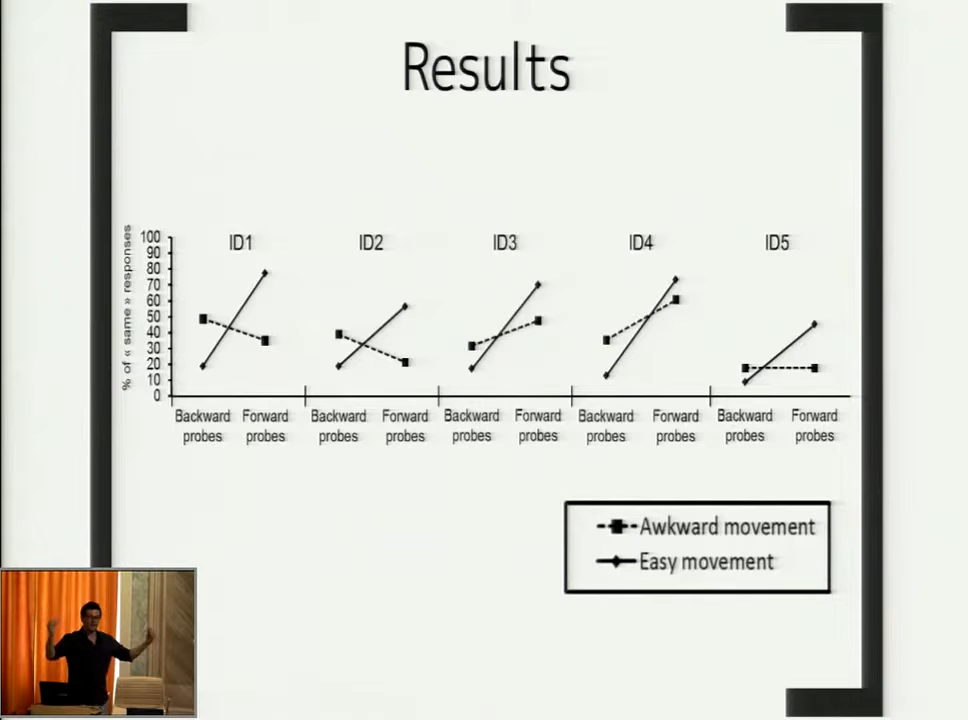 Results
% of « same » responses
100
90
80
70
60
50
40
30
20
10
0
ID1 ID2 ID3 ID4 ID5
Backward probes Forward probes Backward probes Forward probes Backward probes Forward probes Backward probes Forward probes Backward probes Forward probes
Awkward movement
Easy movement